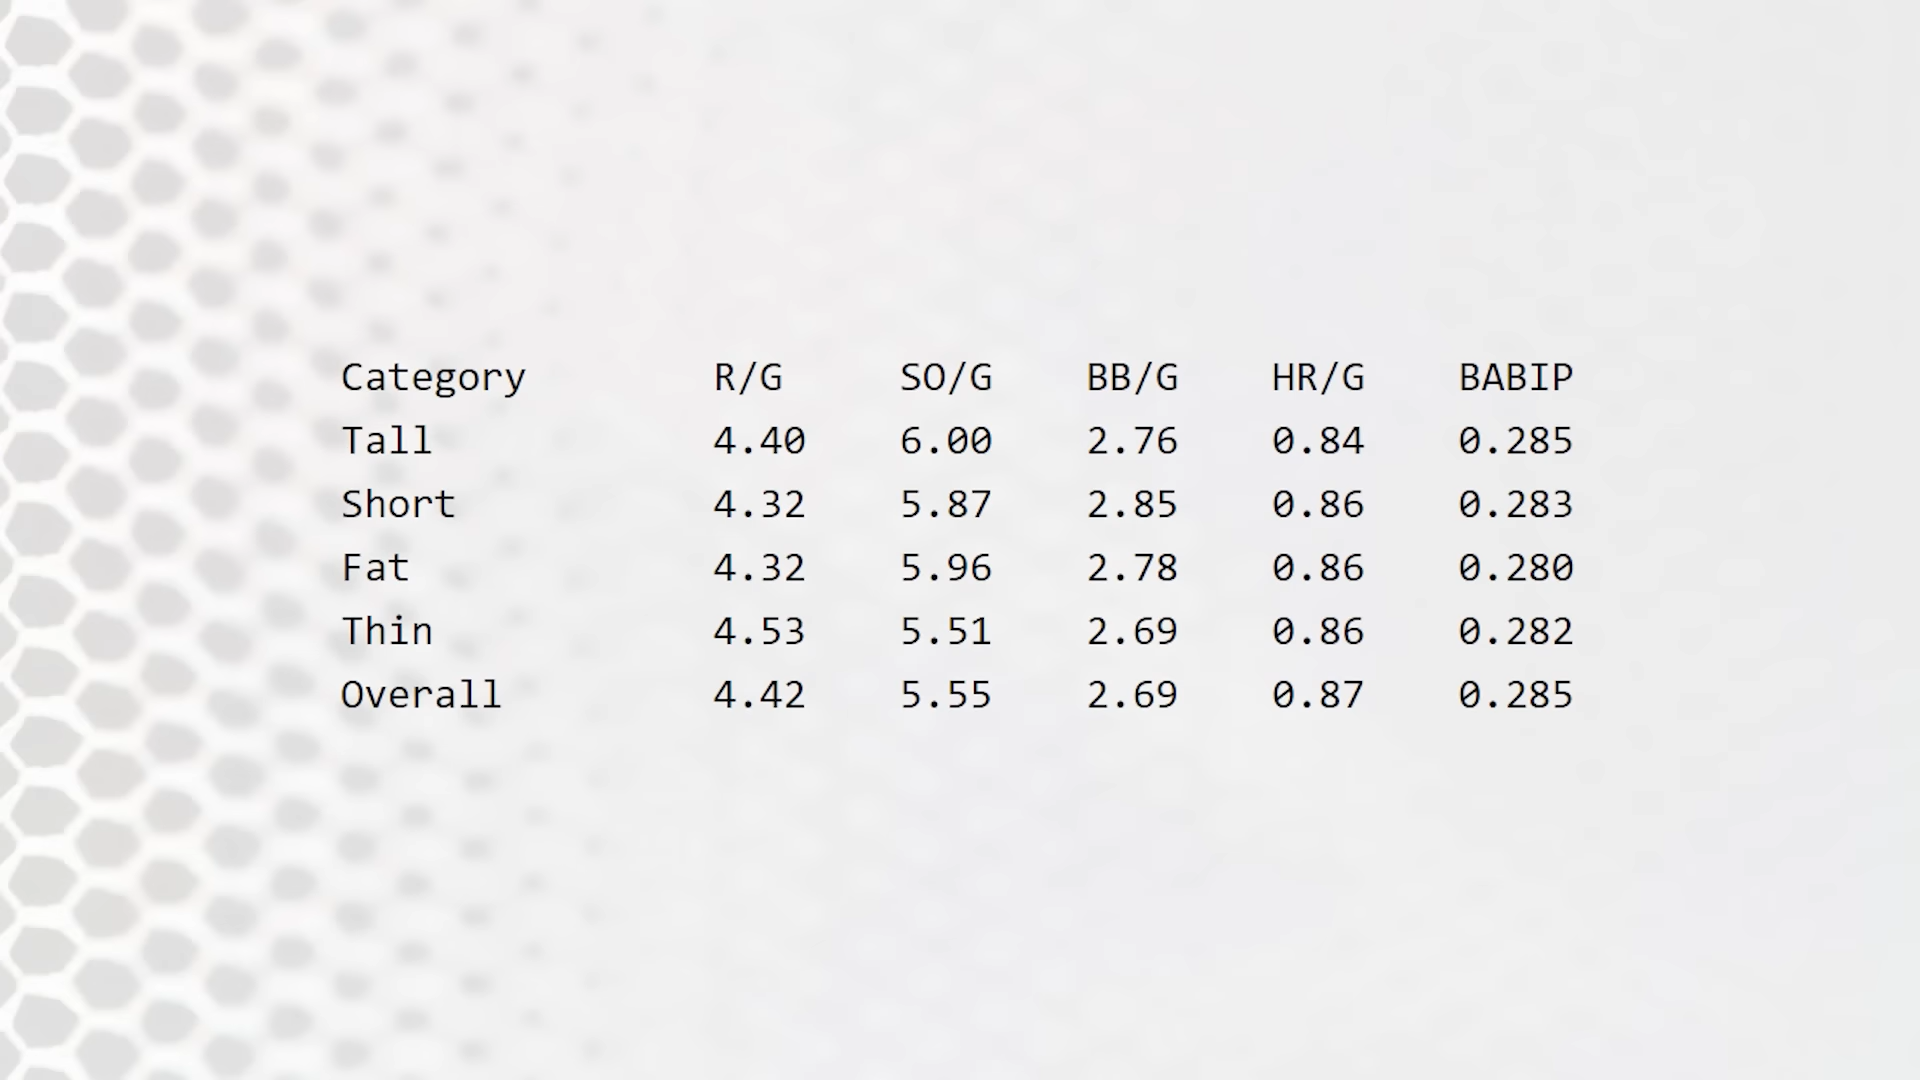 Category R/G SO/G BB/G HR/G BABIP
Tall 4.40 6.00 2.76 0.84 0.285
Short 4.32 5.87 2.85 0.86 0.283
Fat 4.32 5.96 2.78 0.86 0.280
Thin 4.53 5.51 2.69 0.86 0.282
Overall 4.42 5.55 2.69 0.87 0.285